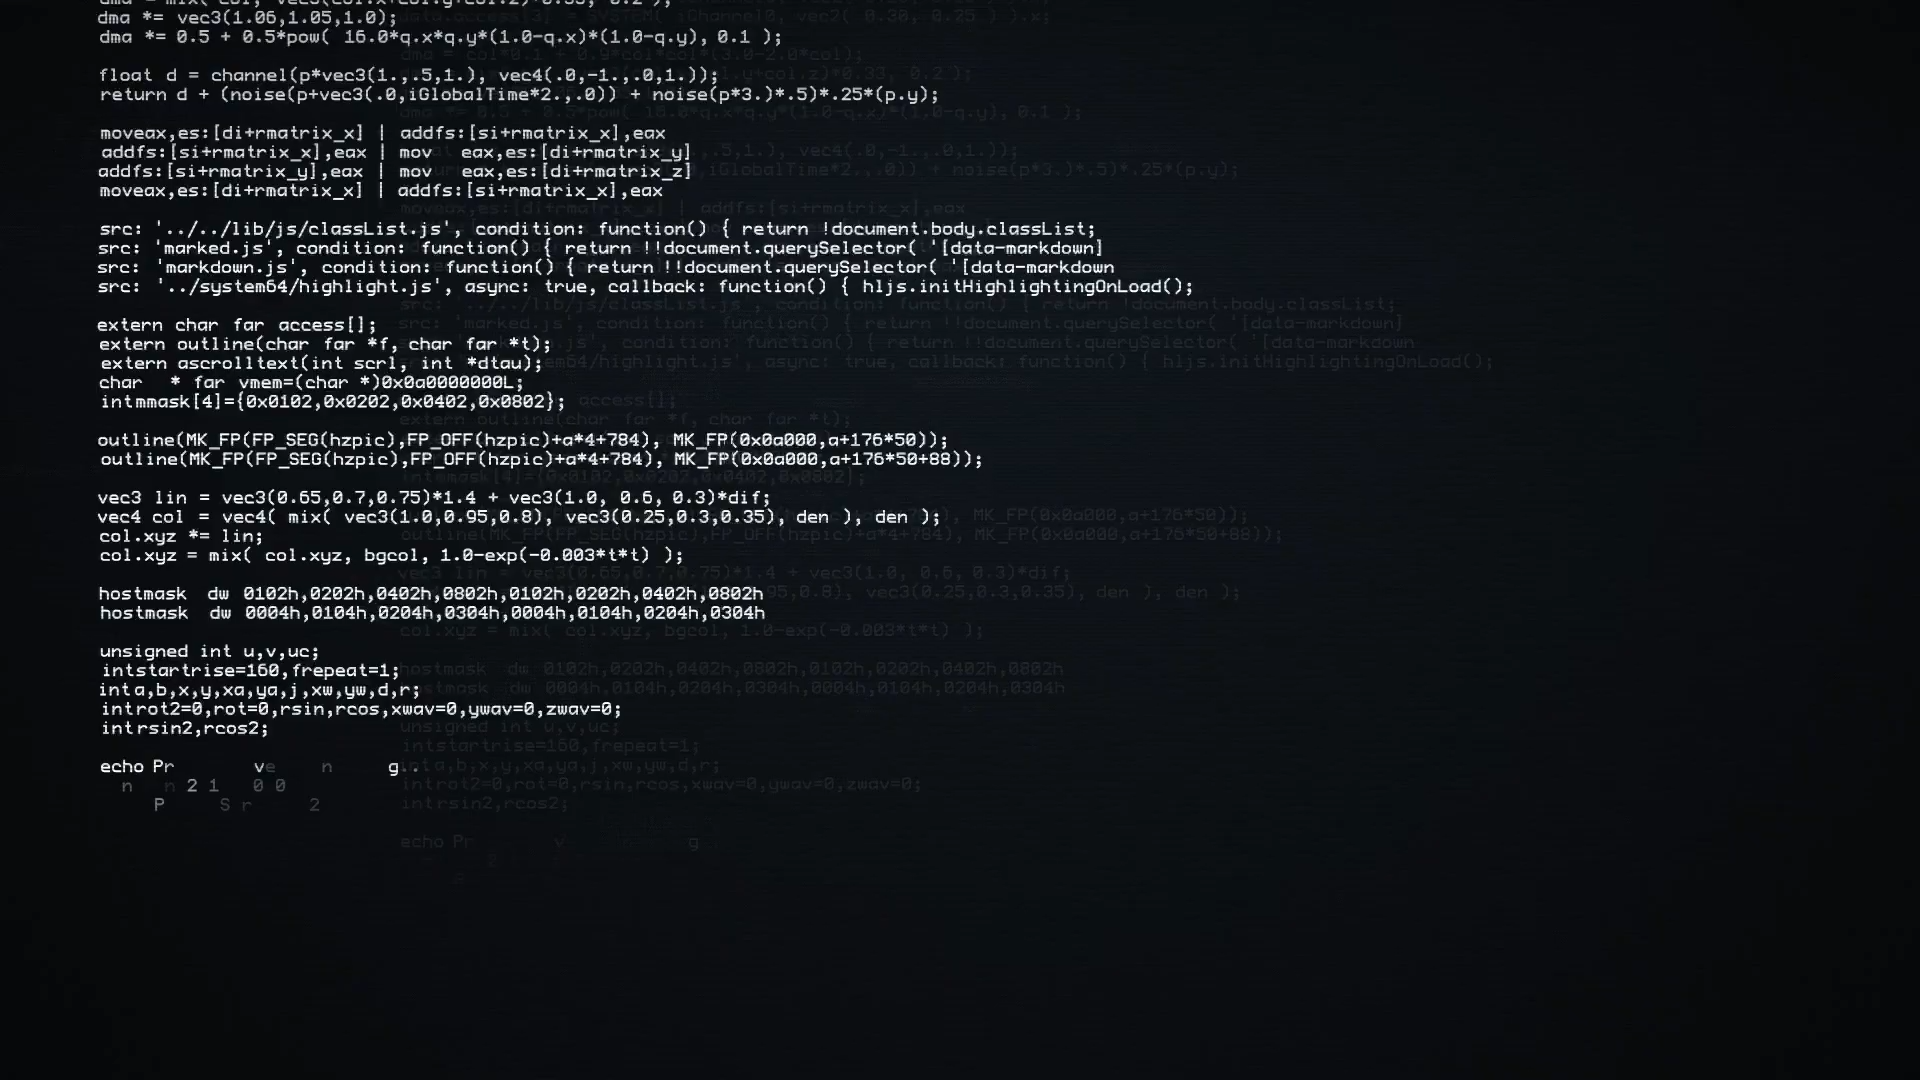 dma *= vec3(1.06,1.05,1.0);
dma *= 0.5 + 0.5*pow( 16.0*q.x*q.y*(1.0-q.x)*(1.0-q.y), 0.1 );
float d = channel(p*vec3(1.,.5,1.), vec4(.0,-1.,.0,1.));
return d + (noise(p+vec3(.0,iGlobalTime*2.,.0)) + noise(p*3.)*.5)*.25*(p.y);
moveax,es:[di+rmatrix_x] | addfs:[si+rmatrix_x],eax
addfs:[si+rmatrix_x],eax | mov   eax,es:[di+rmatrix_y]
addfs:[si+rmatrix_y],eax | mov   eax,es:[di+rmatrix_z]
moveax,es:[di+rmatrix_x] | addfs:[si+rmatrix_x],eax
src: '../../lib/js/classList.js', condition: function() { return !document.body.classList;
src: 'marked.js', condition: function() { return !!document.querySelector( '[data-markdown]
src: 'markdown.js', condition: function() { return !!document.querySelector( '[data-markdown
src: '../system64/highlight.js', async: true, callback: function() { hljs.initHighlightingOnLoad();
extern char far access[];
extern outline(char far *f, char far *t);
extern ascrolltext(int scrl, int *dtau);
char   * far vmem=(char *)0x0a0000000L;
intmmask[4]={0x0102,0x0202,0x0402,0x0802};
outline(MK_FP(FP_SEG(hzpic),FP_OFF(hzpic)+a*4+784), MK_FP(0x0a000,a+176*50));
outline(MK_FP(FP_SEG(hzpic),FP_OFF(hzpic)+a*4+784), MK_FP(0x0a000,a+176*50+88));
vec3 lin = vec3(0.65,0.7,0.75)*1.4 + vec3(1.0, 0.6, 0.3)*dif;
vec4 col = vec4( mix( vec3(1.0,0.95,0.8), vec3(0.25,0.3,0.35), den ), den );
col.xyz *= lin;
col.xyz = mix( col.xyz, bgcol, 1.0-exp(-0.003*t*t) );
hostmask  dw 0102h,0202h,0402h,0802h,0102h,0202h,0402h,0802h
hostmask  dw 0004h,0104h,0204h,0304h,0004h,0104h,0204h,0304h
unsigned int u,v,uc;
intstartrise=160,frepeat=1;
inta,b,x,y,xa,ya,j,xw,yw,d,r;
introt2=0,rot=0,rsin,rcos,xwav=0,ywav=0,zwav=0;
intrsin2,rcos2;
echo Pr ve n g..
n n 2 1 0 0
P S r 2